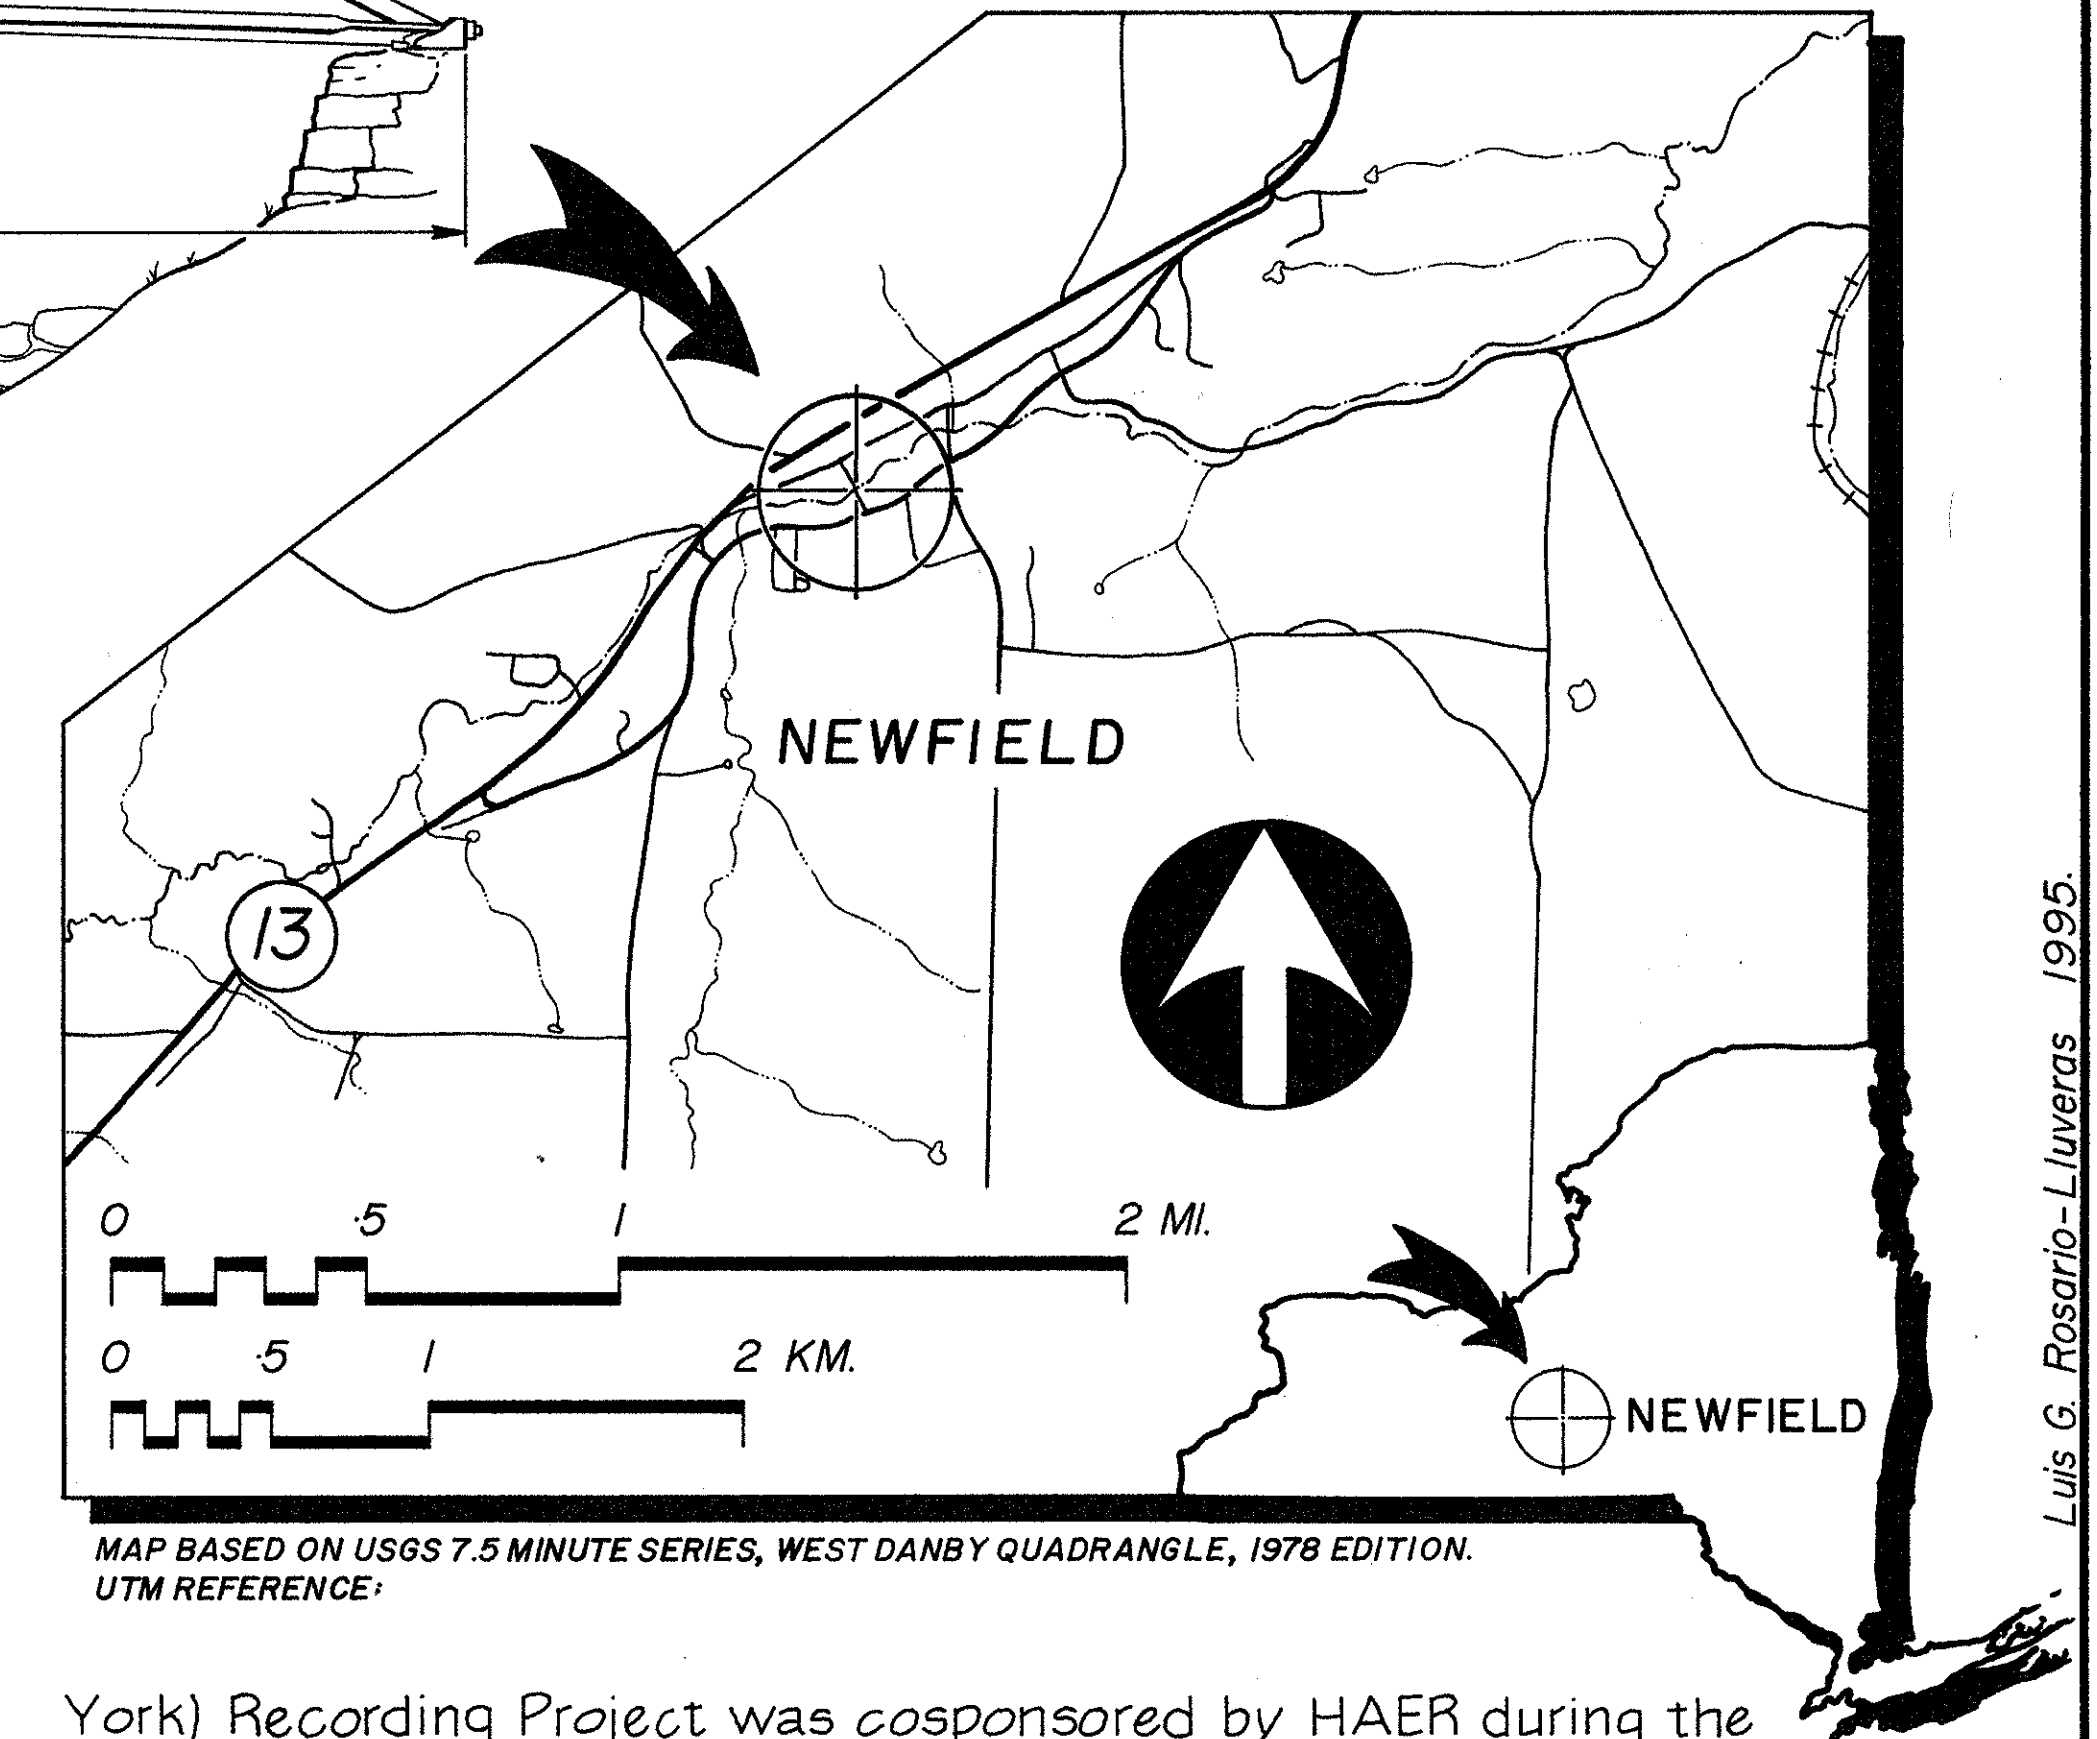 NEWFIELD
13
0 .5 1 2 MI.
0 .5 1 2 KM.
NEWFIELD
MAP BASED ON USGS 7.5 MINUTE SERIES, WEST DANBY QUADRANGLE, 1978 EDITION.
UTM REFERENCE:
York) Recording Project was cosponsored by HAER during the
Luis G. Rosario-Lluveras 1995.